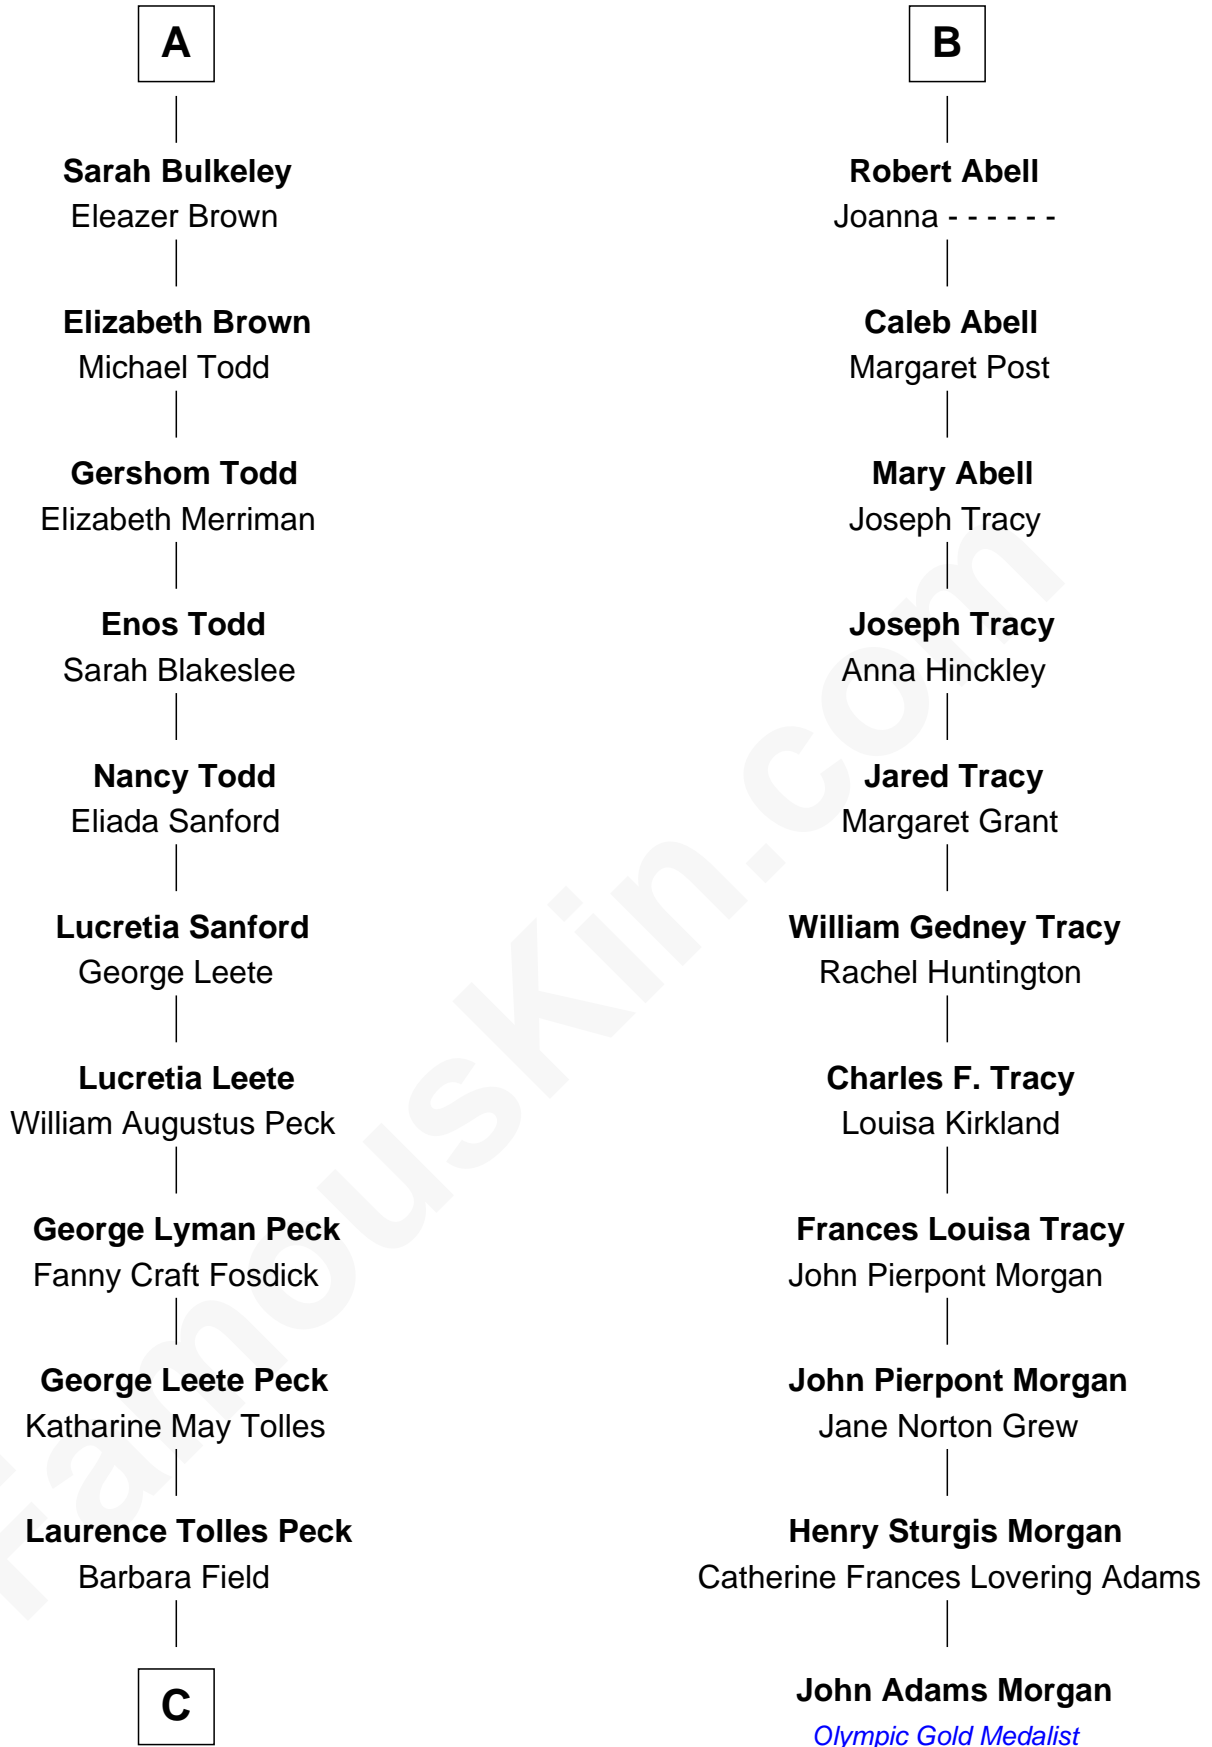 A
Sarah Bulkeley
Eleazer Brown
Elizabeth Brown
Michael Todd
Gershom Todd
Elizabeth Merriman
Enos Todd
Sarah Blakeslee
Nancy Todd
Eliada Sanford
Lucretia Sanford
George Leete
Lucretia Leete
William Augustus Peck
George Lyman Peck
Fanny Craft Fosdick
George Leete Peck
Katharine May Tolles
Laurence Tolles Peck
Barbara Field
C
B
Robert Abell
Joanna - - - - - -
Caleb Abell
Margaret Post
Mary Abell
Joseph Tracy
Joseph Tracy
Anna Hinckley
Jared Tracy
Margaret Grant
William Gedney Tracy
Rachel Huntington
Charles F. Tracy
Louisa Kirkland
Frances Louisa Tracy
John Pierpont Morgan
John Pierpont Morgan
Jane Norton Grew
Henry Sturgis Morgan
Catherine Frances Lovering Adams
John Adams Morgan
Olympic Gold Medalist
FamousKin.com